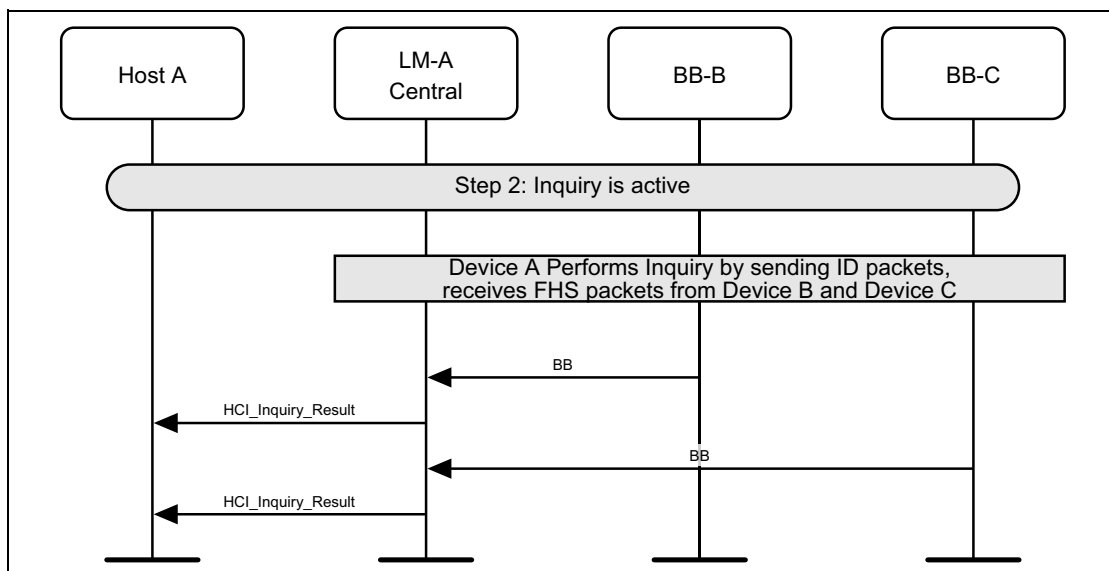 Host A
LM-A
Central
BB-B
BB-C
Step 2: Inquiry is active
Device A Performs Inquiry by sending ID packets,
receives FHS packets from Device B and Device C
BB
HCI_Inquiry_Result
BB
HCI_Inquiry_Result